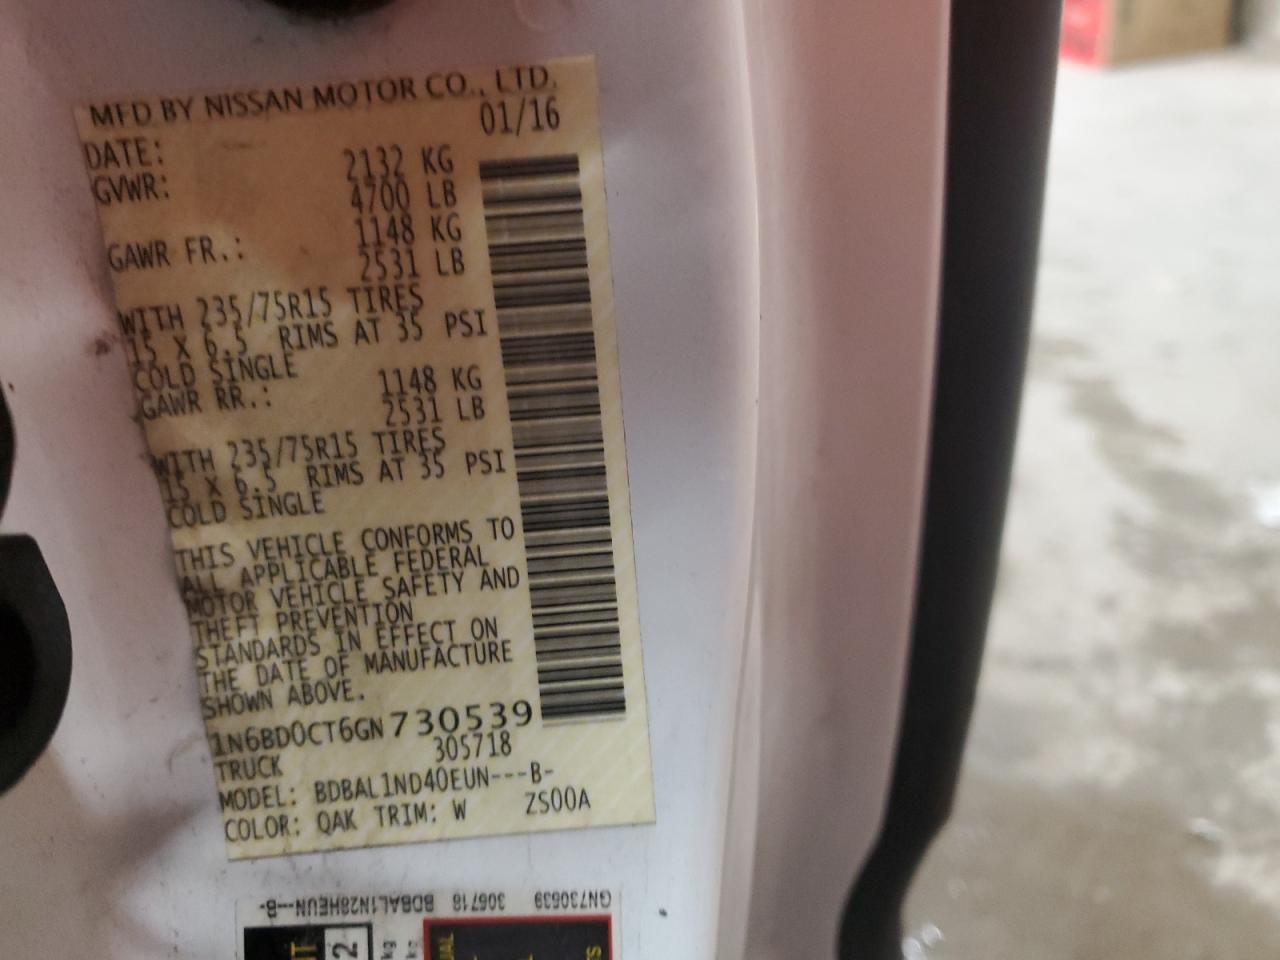 MFD BY NISSAN MOTOR CO., LTD.
DATE: 01/16
GVWR: 2132 KG
4700 LB
GAWR FR.: 1148 KG
2531 LB
WITH 235/75R15 TIRES
15 X 6.5 RIMS AT 35 PSI
COLD SINGLE
GAWR RR.: 1148 KG
2531 LB
WITH 235/75R15 TIRES
15 X 6.5 RIMS AT 35 PSI
COLD SINGLE
THIS VEHICLE CONFORMS TO
ALL APPLICABLE FEDERAL
MOTOR VEHICLE SAFETY AND
THEFT PREVENTION
STANDARDS IN EFFECT ON
THE DATE OF MANUFACTURE
SHOWN ABOVE.
1N6BD0CT6GN730539
TRUCK 305718
MODEL: BDBAL1ND40EUN---B-
COLOR: QAK TRIM: W ZS00A
GN730539 305718 BDBAL1N28HEUN---B-
2
kg